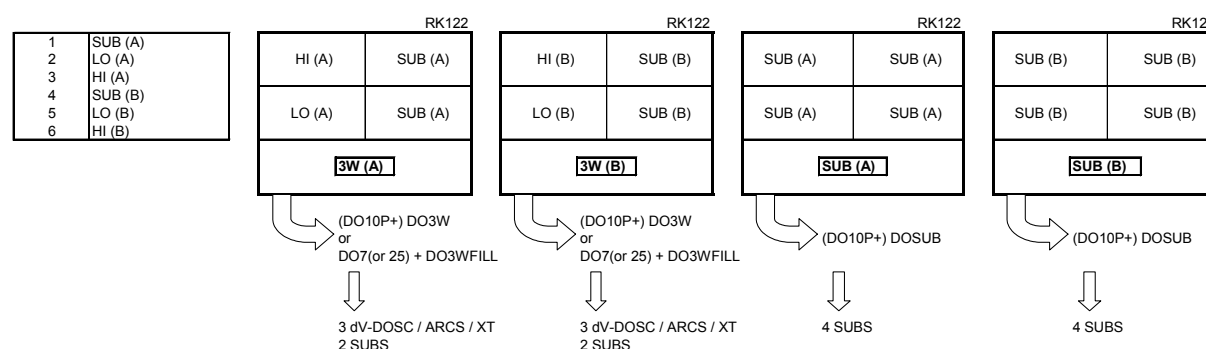 RK122 RK122 RK122 RK12
1 SUB (A)
2 LO (A)
3 HI (A)
4 SUB (B)
5 LO (B)
6 HI (B)
HI (A) SUB (A)
LO (A) SUB (A)
3W (A)
HI (B) SUB (B)
LO (B) SUB (B)
3W (B)
SUB (A) SUB (A)
SUB (A) SUB (A)
SUB (A)
SUB (B) SUB (B)
SUB (B) SUB (B)
SUB (B)
(DO10P+) DO3W
or
DO7(or 25) + DO3WFILL
3 dV-DOSC / ARCS / XT
2 SUBS
(DO10P+) DO3W
or
DO7(or 25) + DO3WFILL
3 dV-DOSC / ARCS / XT
2 SUBS
(DO10P+) DOSUB
4 SUBS
(DO10P+) DOSUB
4 SUBS